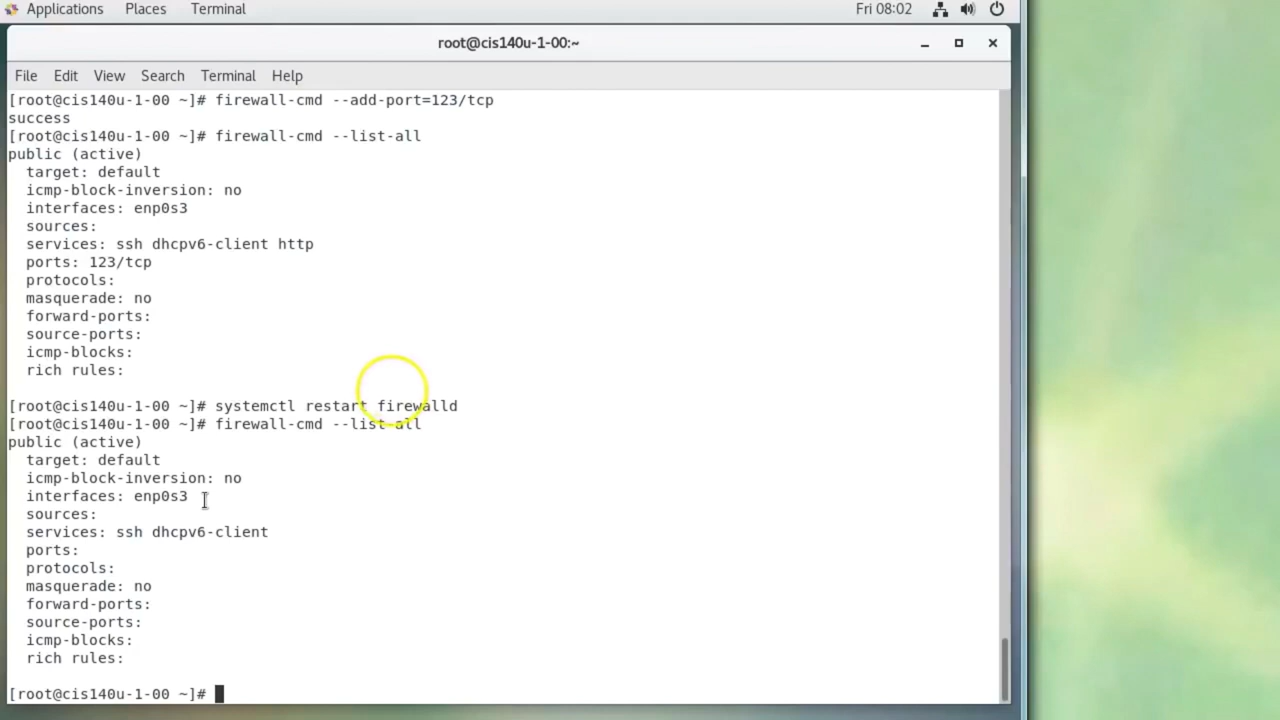 Applications Places Terminal Fri 08:02
root@cis140u-1-00:~
File Edit View Search Terminal Help
[root@cis140u-1-00 ~]# firewall-cmd --add-port=123/tcp
success
[root@cis140u-1-00 ~]# firewall-cmd --list-all
public (active)
  target: default
  icmp-block-inversion: no
  interfaces: enp0s3
  sources:
  services: ssh dhcpv6-client http
  ports: 123/tcp
  protocols:
  masquerade: no
  forward-ports:
  source-ports:
  icmp-blocks:
  rich rules:
[root@cis140u-1-00 ~]# systemctl restart firewalld
[root@cis140u-1-00 ~]# firewall-cmd --list-all
public (active)
  target: default
  icmp-block-inversion: no
  interfaces: enp0s3
  sources:
  services: ssh dhcpv6-client
  ports:
  protocols:
  masquerade: no
  forward-ports:
  source-ports:
  icmp-blocks:
  rich rules:
[root@cis140u-1-00 ~]#